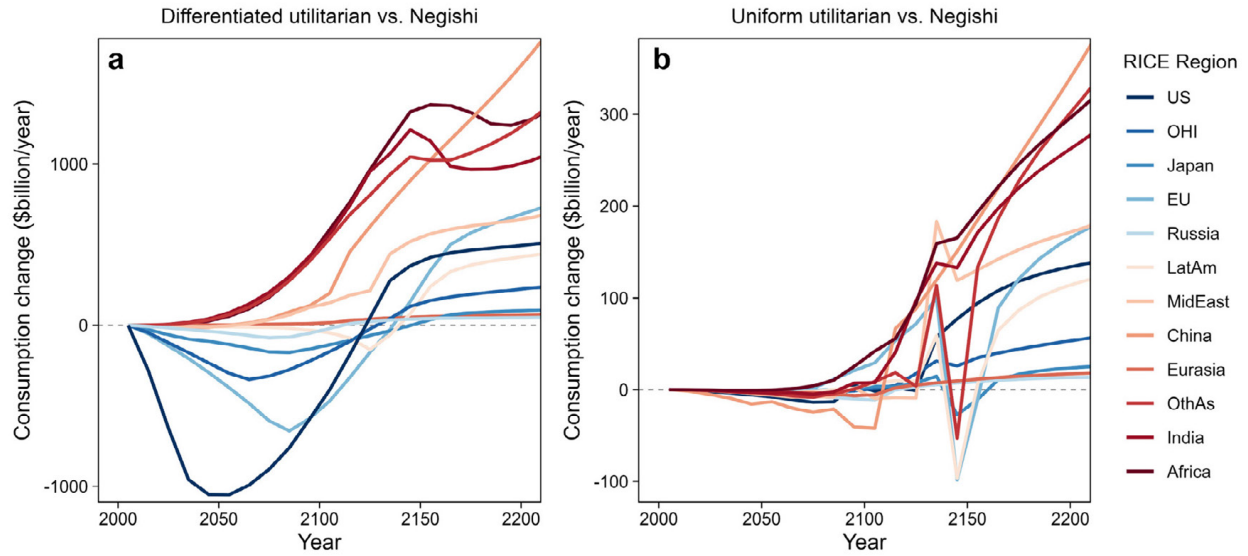 Differentiated utilitarian vs. Negishi
a
Consumption change ($billion/year)
1000
0
-1000
2000 2050 2100 2150 2200
Year
Uniform utilitarian vs. Negishi
b
Consumption change ($billion/year)
300
200
100
0
-100
2000 2050 2100 2150 2200
Year
RICE Region
US
OHI
Japan
EU
Russia
LatAm
MidEast
China
Eurasia
OthAs
India
Africa